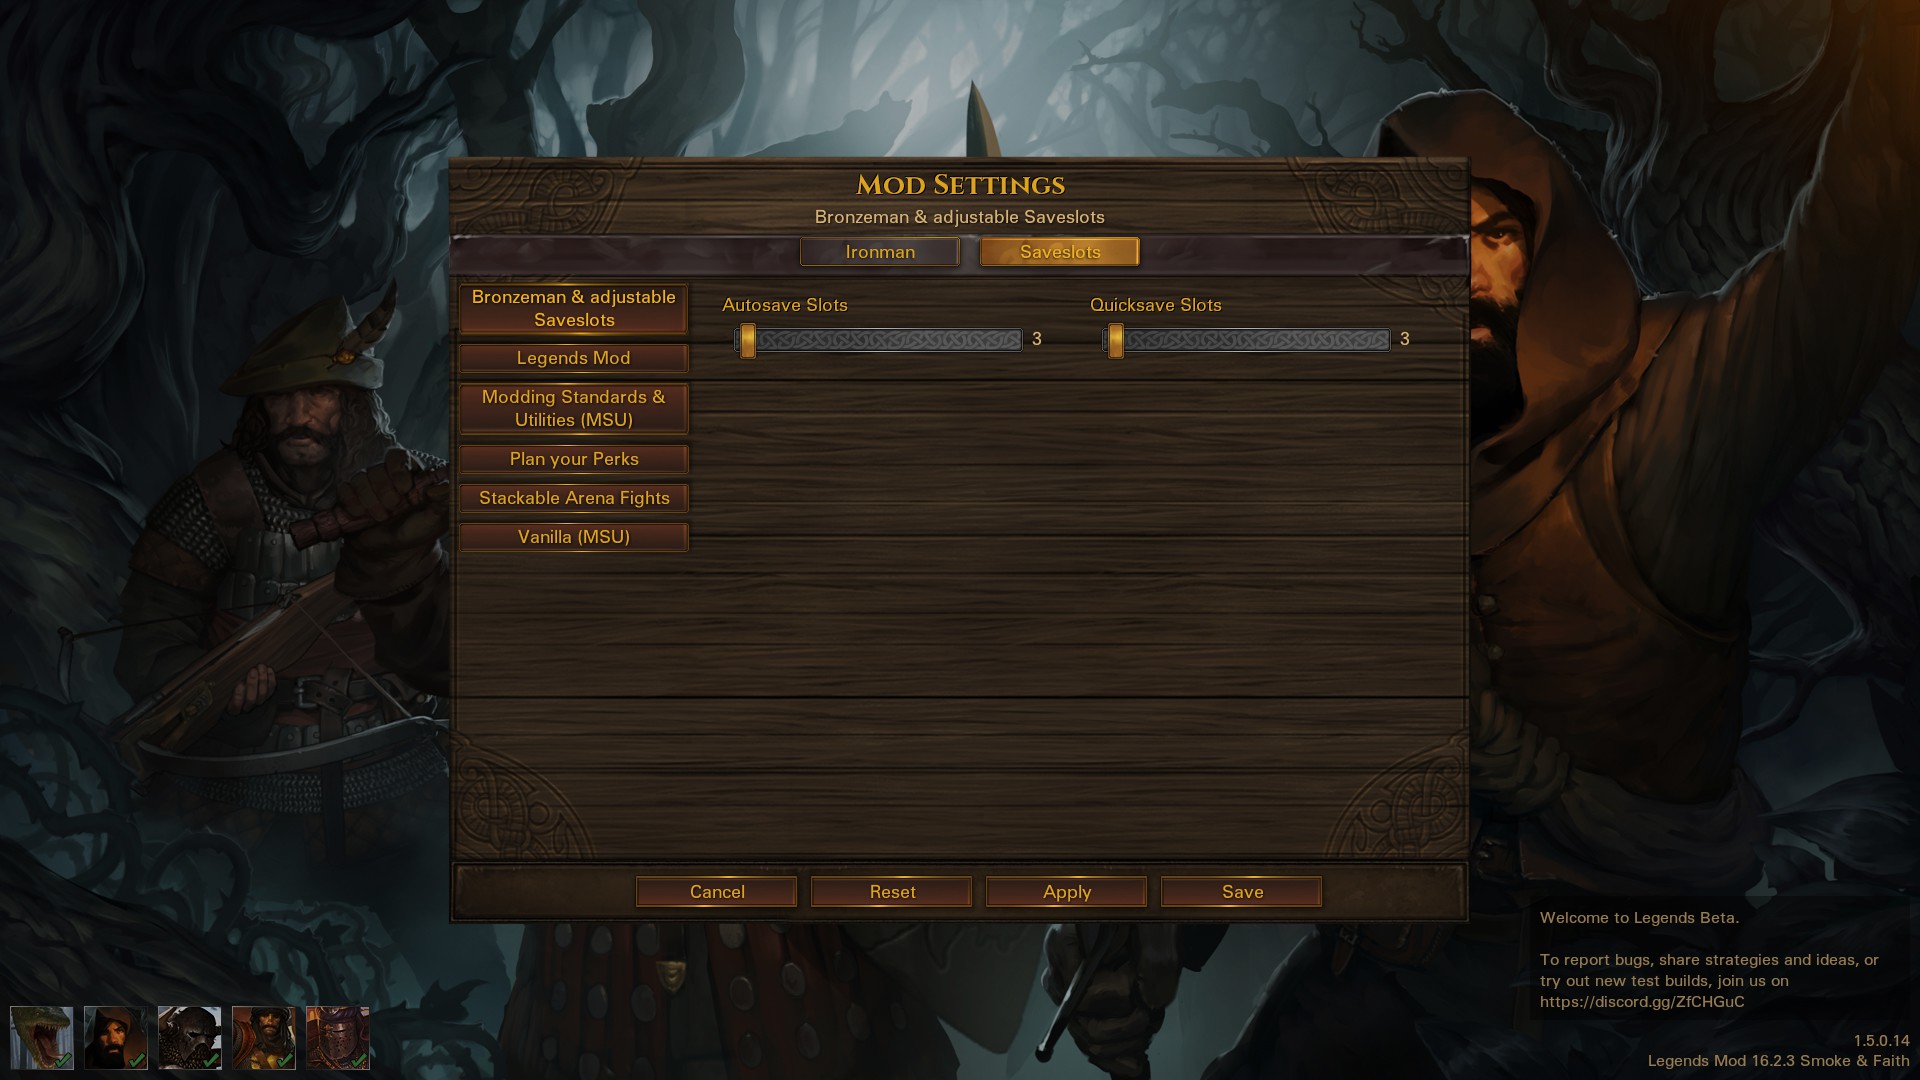 Mod Settings
Bronzeman & adjustable Saveslots
Ironman
Saveslots
Bronzeman & adjustable
Saveslots
Legends Mod
Modding Standards &
Utilities (MSU)
Plan your Perks
Stackable Arena Fights
Vanilla (MSU)
Autosave Slots
3
Quicksave Slots
3
Cancel
Reset
Apply
Save
Welcome to Legends Beta.
To report bugs, share strategies and ideas, or
try out new test builds, join us on
https://discord.gg/ZfCHGuC
1.5.0.14
Legends Mod 16.2.3 Smoke & Faith